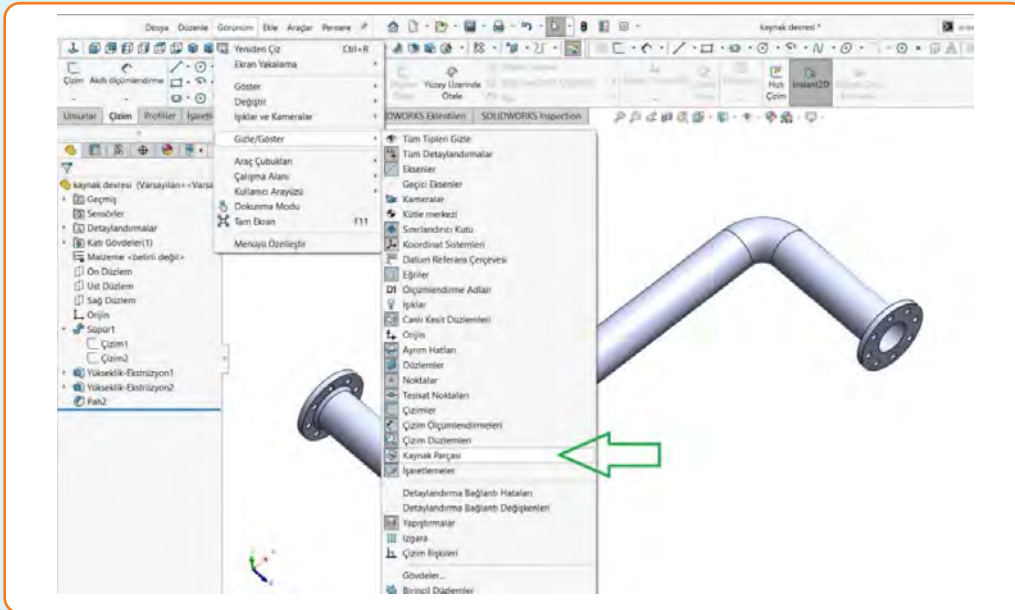 Dosya Düzenle Görünüm Ekle Araçlar Pencere
kaynak devresi *
Çizim Akıllı ölçümlendirme
Yüzey Üzerinde Ötele
Hızlı Çizim
Instant2D
Unsurlar Çizim Profiller İşaretl
DWORKS Eklentileri SOLIDWORKS Inspection
Yeniden Çiz Ctrl+R
Ekran Yakalama
Göster
Değiştir
Işıklar ve Kameralar
Gizle/Göster
Araç Çubukları
Çalışma Alanı
Kullanıcı Arayüzü
Dokunma Modu
Tam Ekran F11
Menüyü Özelleştir
kaynak devresi (Varsayılan<<Varsa
Geçmiş
Sensörler
Detaylandırmalar
Katı Gövdeler(1)
Malzeme <belirli değil>
Ön Düzlem
Üst Düzlem
Sağ Düzlem
Orijin
Süpür1
Çizim1
Çizim2
Yükseklik-Ekstrüzyon1
Yükseklik-Ekstrüzyon2
Pah2
Tüm Tipleri Gizle
Tüm Detaylandırmalar
Eksenler
Geçici Eksenler
Kameralar
Kütle merkezi
Sınırlandırıcı Kutu
Koordinat Sistemleri
Datum Referans Çerçevesi
Eğriler
Ölçümlendirme Adları
Işıklar
Canlı Kesit Düzlemleri
Orijin
Ayrım Hatları
Düzlemler
Noktalar
Tesisat Noktaları
Çizimler
Çizim Ölçümlendirmeleri
Çizim Düzlemleri
Kaynak Parçası
İşaretlemeler
Detaylandırma Bağlantı Hataları
Detaylandırma Bağlantı Değişkenleri
Yapıştırmalar
Izgara
Çizim İlişkileri
Gövdeler...
Birincil Düzlemler